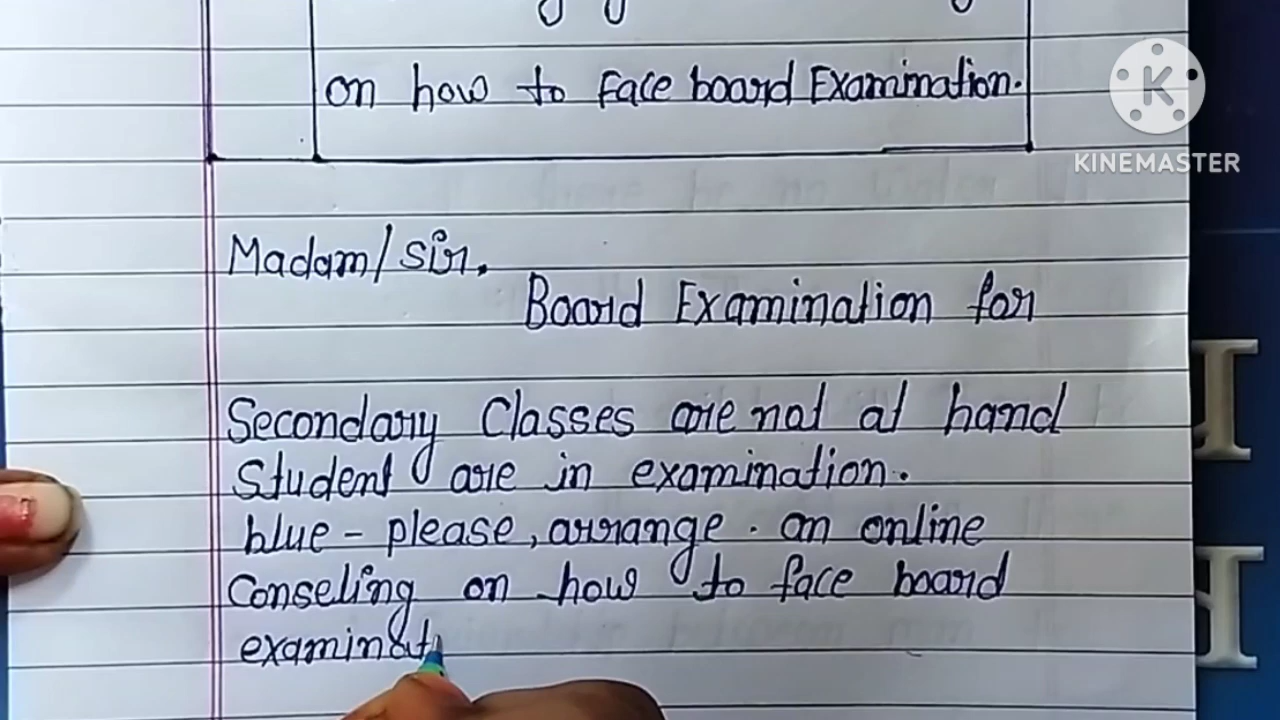 on how to face board Examination.
K
KINEMASTER
Madam/Sir.
Board Examination for
Secondary Classes are not at hand
Student are in examination.
blue - please, arrange. an online
Conseling on how to face board
examinat